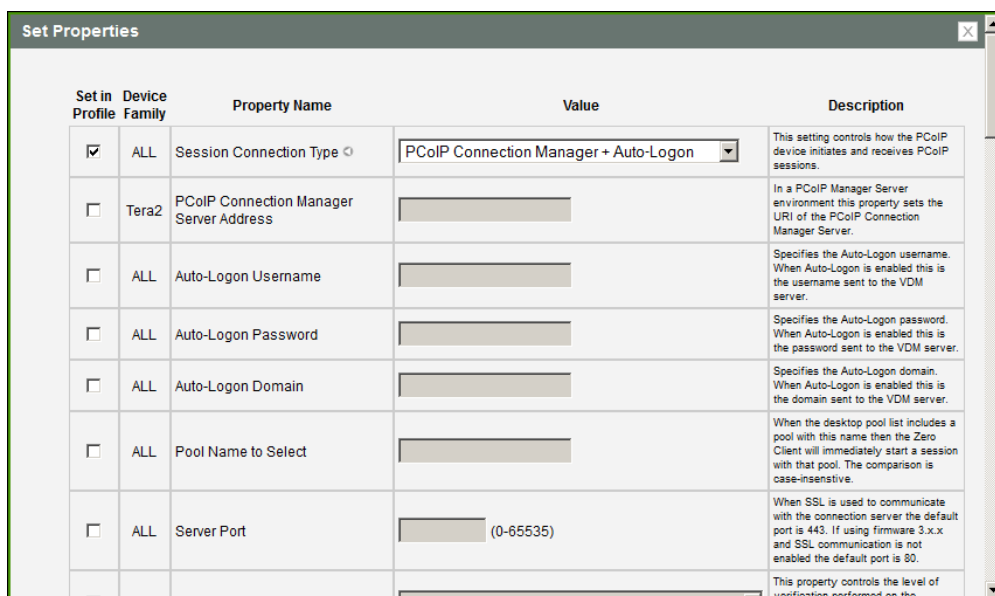 Set Properties
Set in Profile
Device Family
Property Name
Value
Description
ALL
Session Connection Type
PCoIP Connection Manager + Auto-Logon
This setting controls how the PCoIP
device initiates and receives PCoIP
sessions.
Tera2
PCoIP Connection Manager
Server Address
In a PCoIP Manager Server
environment this property sets the
URI of the PCoIP Connection
Manager Server.
ALL
Auto-Logon Username
Specifies the Auto-Logon username.
When Auto-Logon is enabled this is
the username sent to the VDM
server.
ALL
Auto-Logon Password
Specifies the Auto-Logon password.
When Auto-Logon is enabled this is
the password sent to the VDM server.
ALL
Auto-Logon Domain
Specifies the Auto-Logon domain.
When Auto-Logon is enabled this is
the domain sent to the VDM server.
ALL
Pool Name to Select
When the desktop pool list includes a
pool with this name then the Zero
Client will immediately start a session
with that pool. The comparison is
case-insenstive.
ALL
Server Port
(0-65535)
When SSL is used to communicate
with the connection server the default
port is 443. If using firmware 3.x.x
and SSL communication is not
enabled the default port is 80.
This property controls the level of
verification performed on the